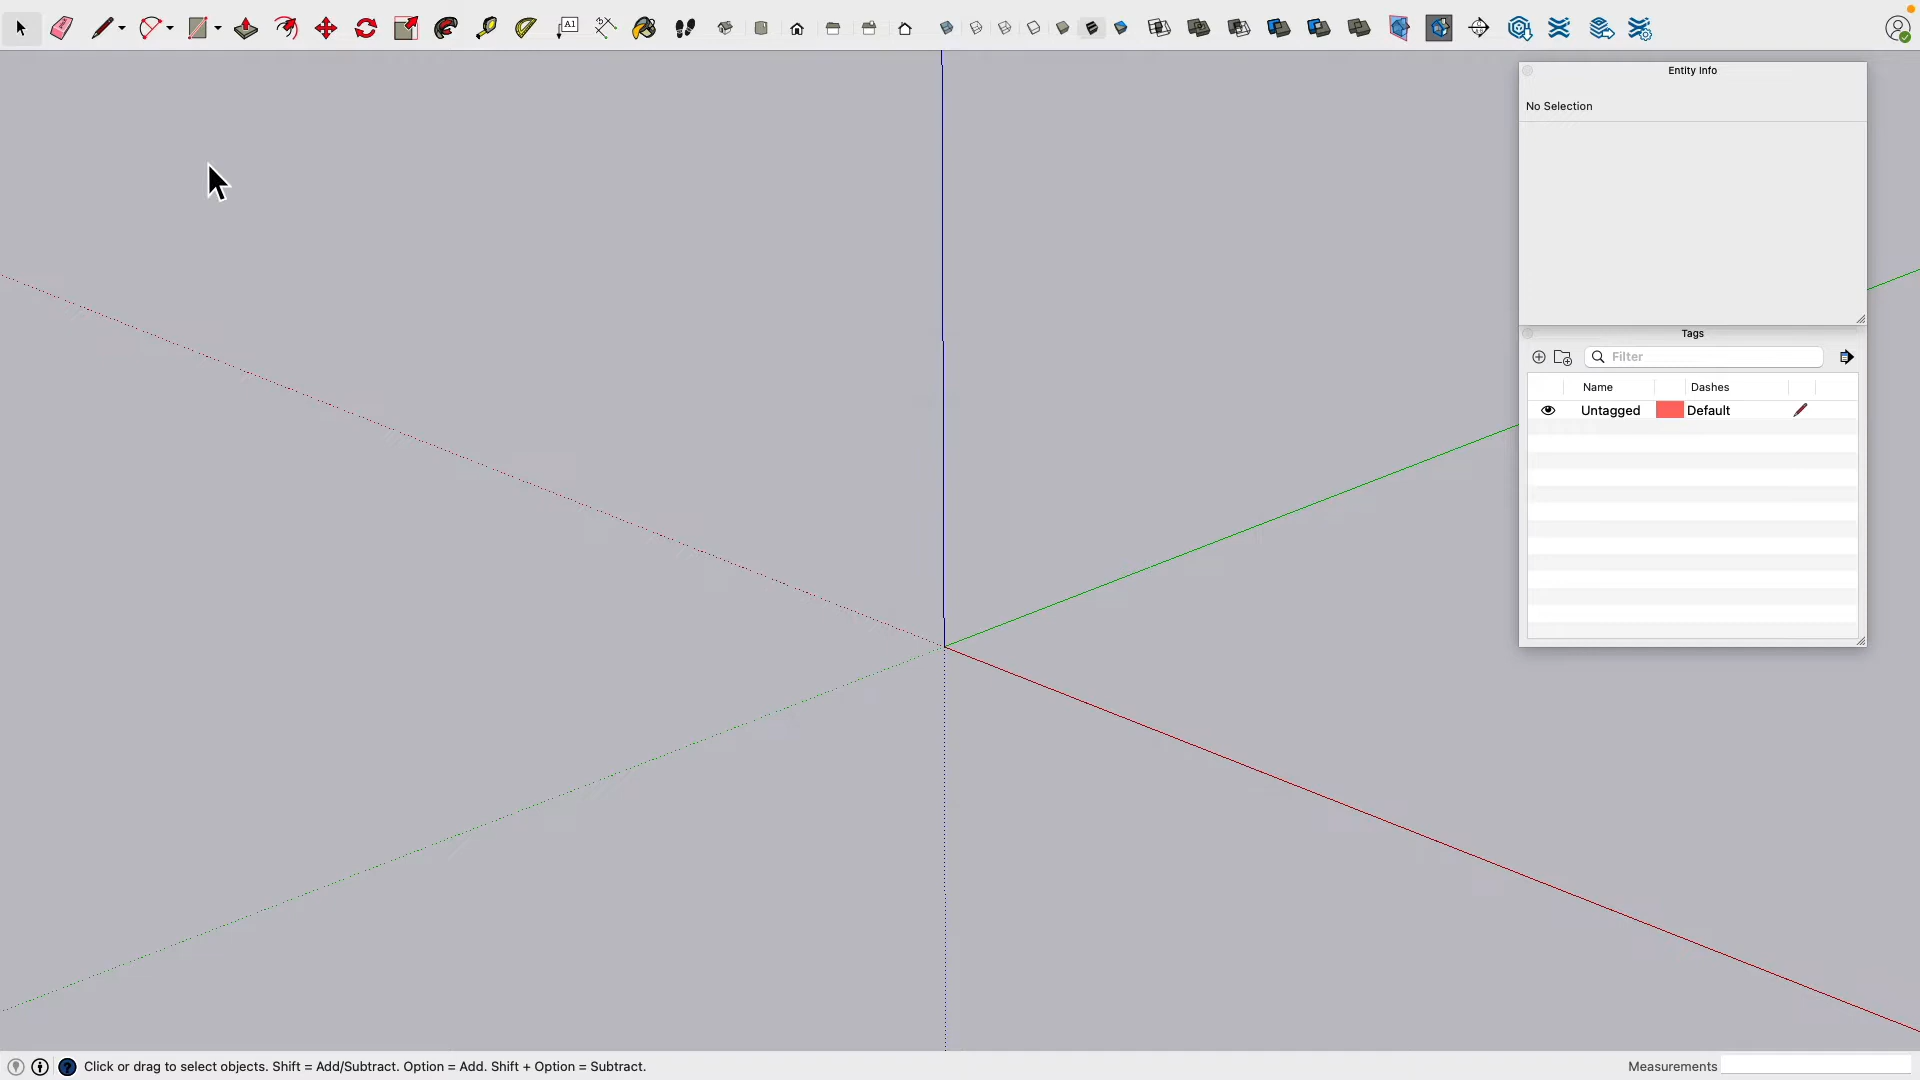 A1
Entity Info
No Selection
Tags
Filter
Name Dashes
Untagged Default
Click or drag to select objects. Shift = Add/Subtract. Option = Add. Shift + Option = Subtract.
Measurements